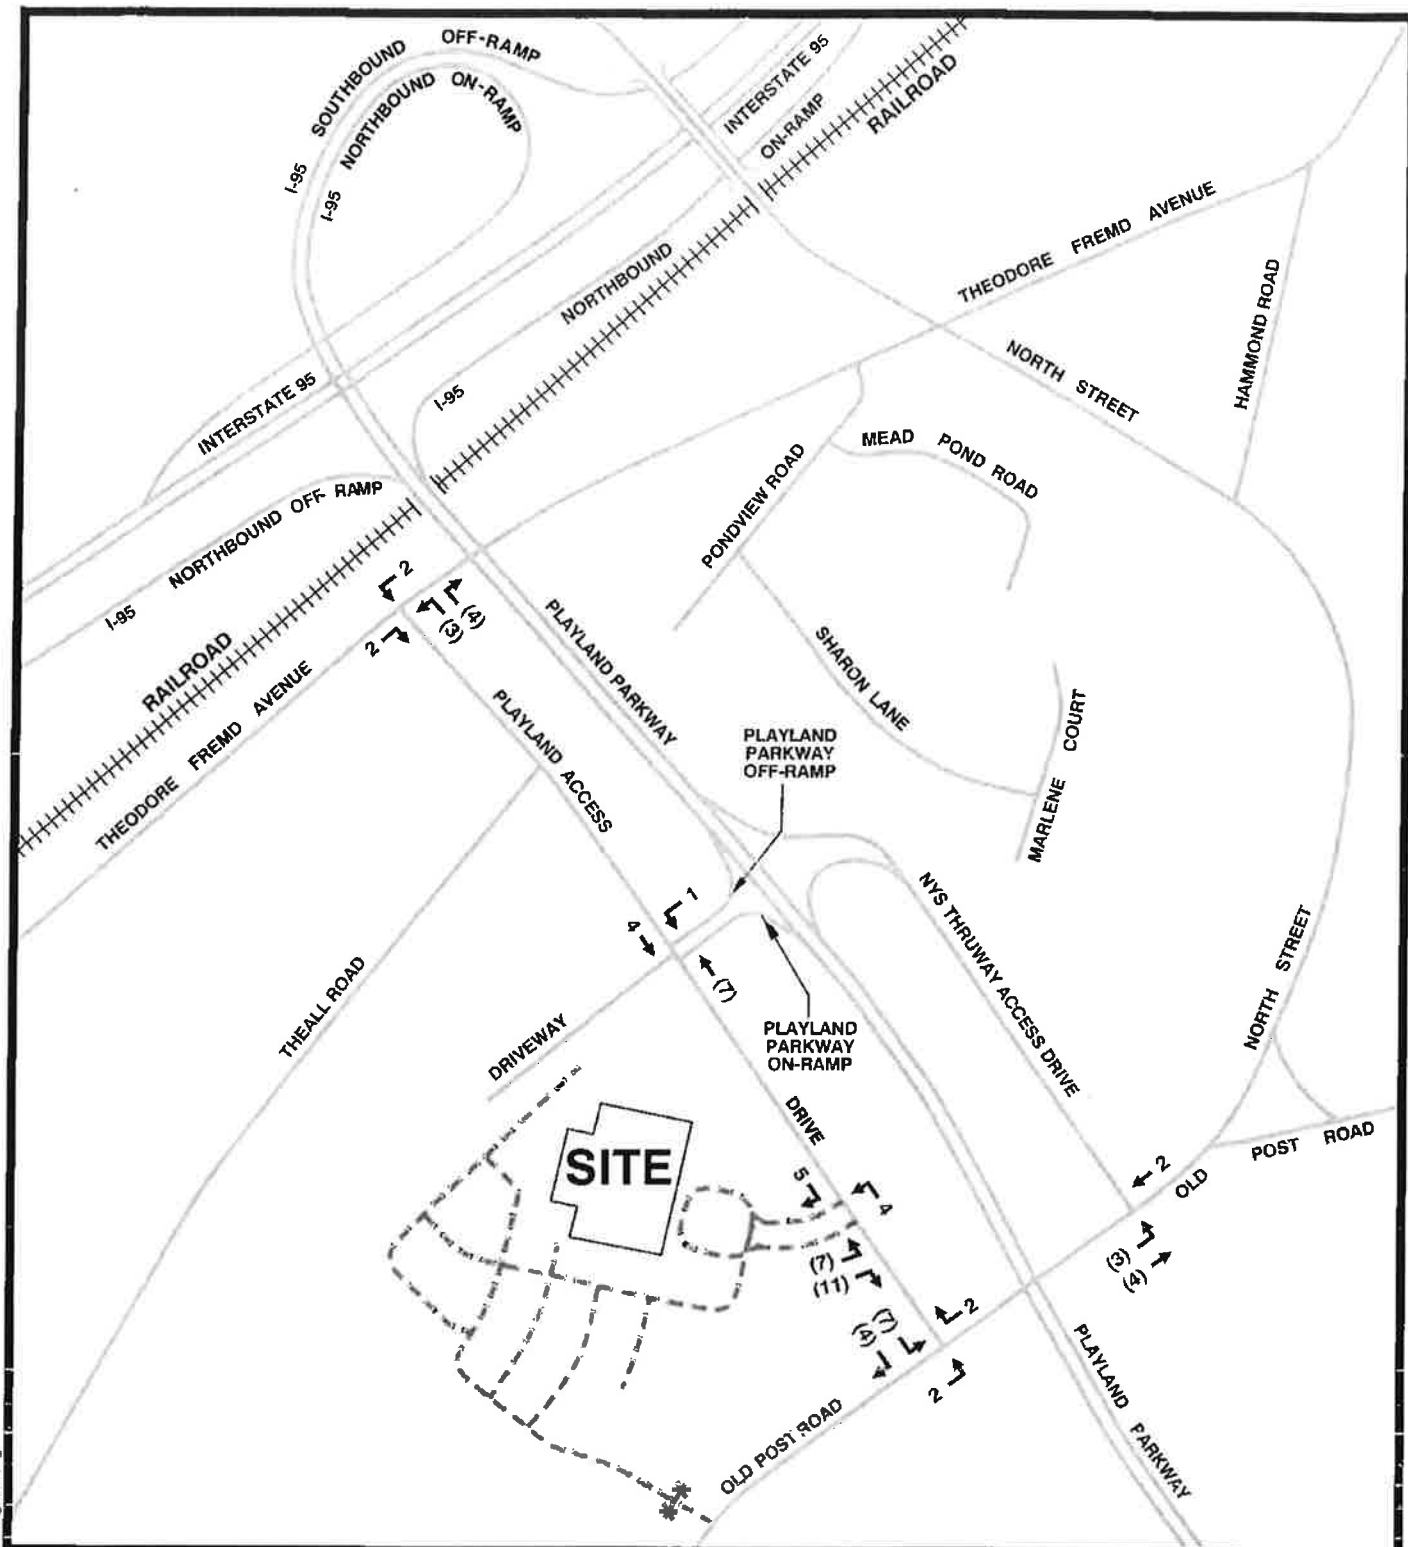 SOUTHBOUND OFF-RAMP
I-95
NORTHBOUND ON-RAMP
I-95
INTERSTATE 95
ON-RAMP
RAILROAD
NORTHBOUND
I-95
THEODORE FREMD AVENUE
HAMMOND ROAD
NORTH STREET
INTERSTATE 95
MEAD POND ROAD
PONDVIEW ROAD
I-95 NORTHBOUND OFF-RAMP
2
(4)
(3)
2
RAILROAD
THEODORE FREMD AVENUE
PLAYLAND PARKWAY
SHARON LANE
MARLENE COURT
PLAYLAND ACCESS
PLAYLAND
PARKWAY
OFF-RAMP
1
4
(7)
NYS THRUWAY ACCESS DRIVE
NORTH STREET
THEALL ROAD
DRIVEWAY
PLAYLAND
PARKWAY
ON-RAMP
DRIVE
SITE
POST ROAD
OLD
2
5
4
(3)
(4)
(7)
(11)
(7)
(4)
2
2
PLAYLAND PARKWAY
OLD POST ROAD